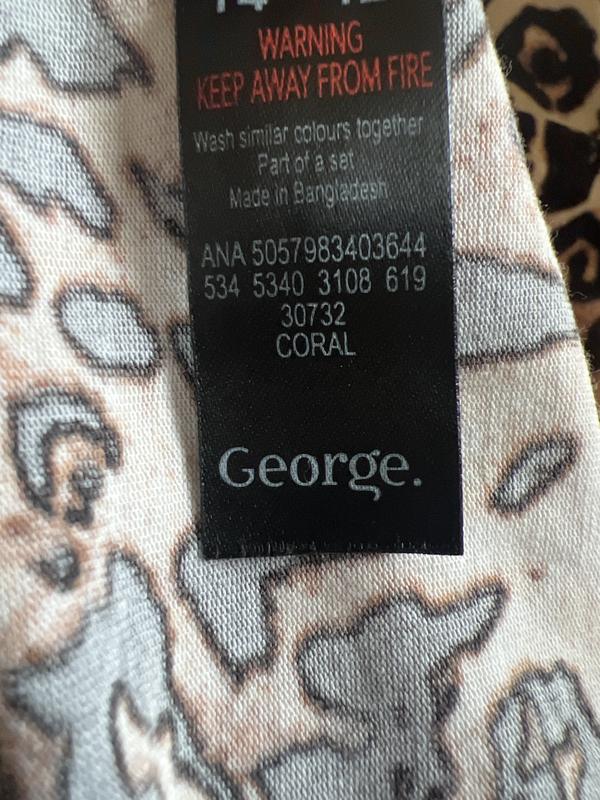 WARNING
KEEP AWAY FROM FIRE
Wash similar colours together
Part of a set
Made in Bangladesh
ANA 5057983403644
534 5340 3108 619
30732
CORAL
George.